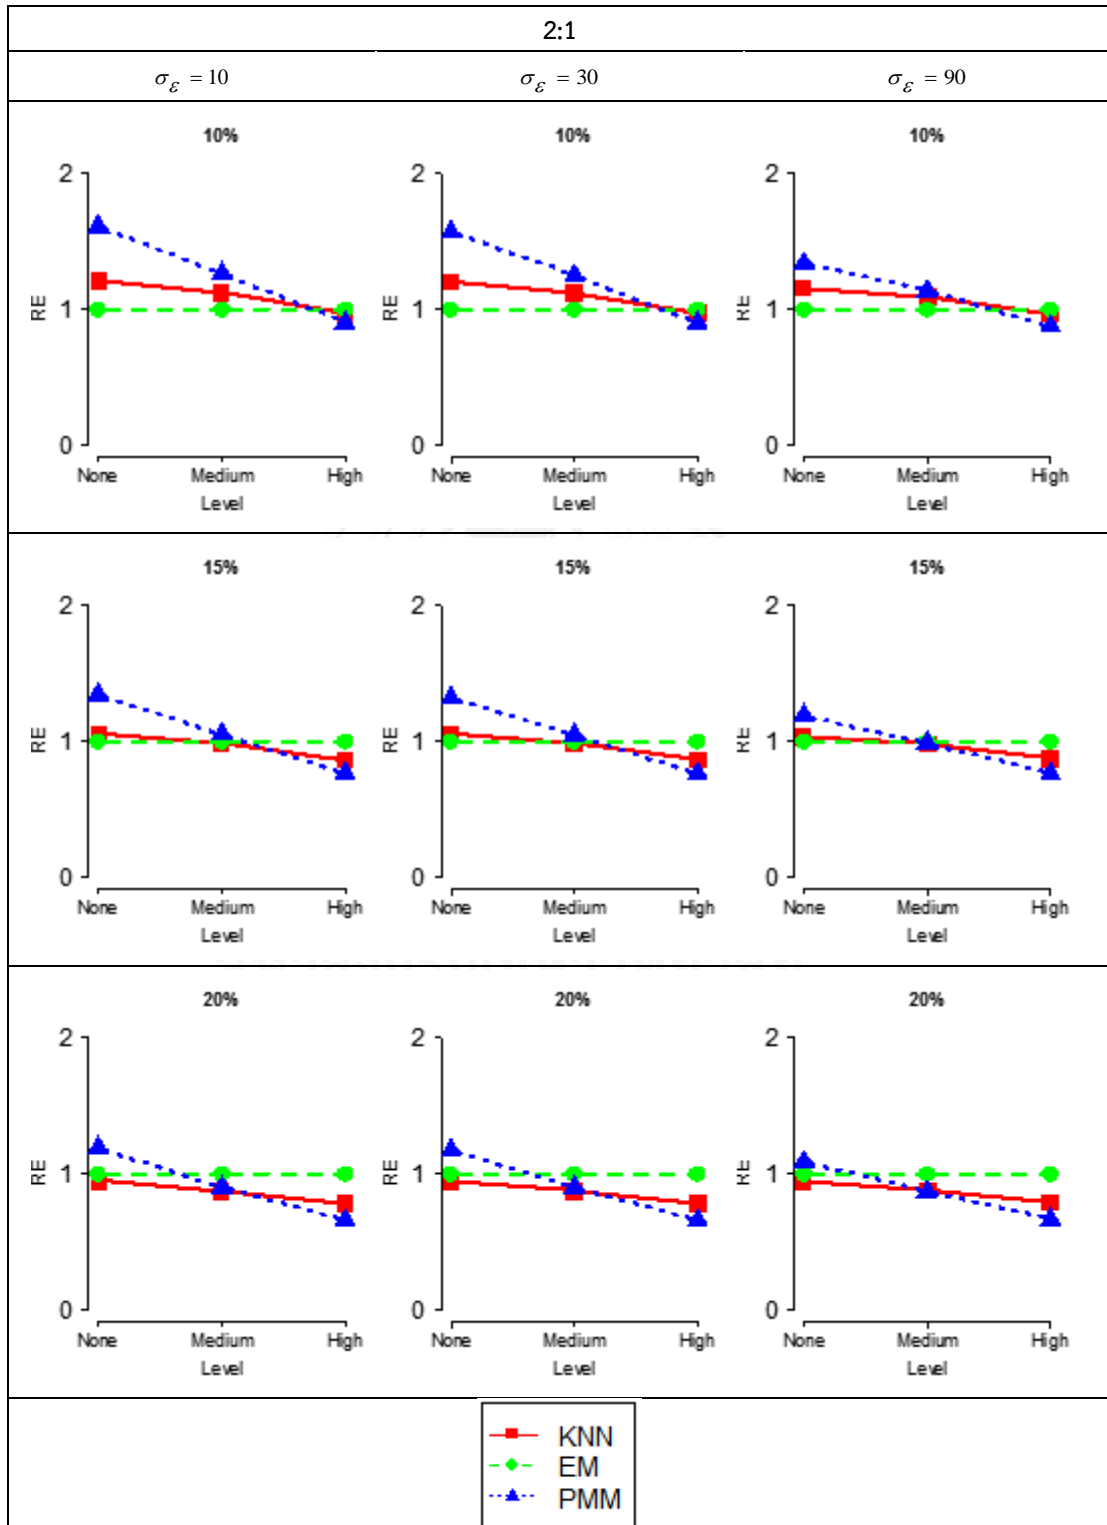 2:1
σε = 10 σε = 30 σε = 90
10% 10% 10%
2 2 2
RE 1 RE 1 RE 1
0 0 0
None Medium High None Medium High None Medium High
Level Level Level
15% 15% 15%
2 2 2
RE 1 RE 1 RE 1
0 0 0
None Medium High None Medium High None Medium High
Level Level Level
20% 20% 20%
2 2 2
RE 1 RE 1 RE 1
0 0 0
None Medium High None Medium High None Medium High
Level Level Level
KNN
EM
PMM